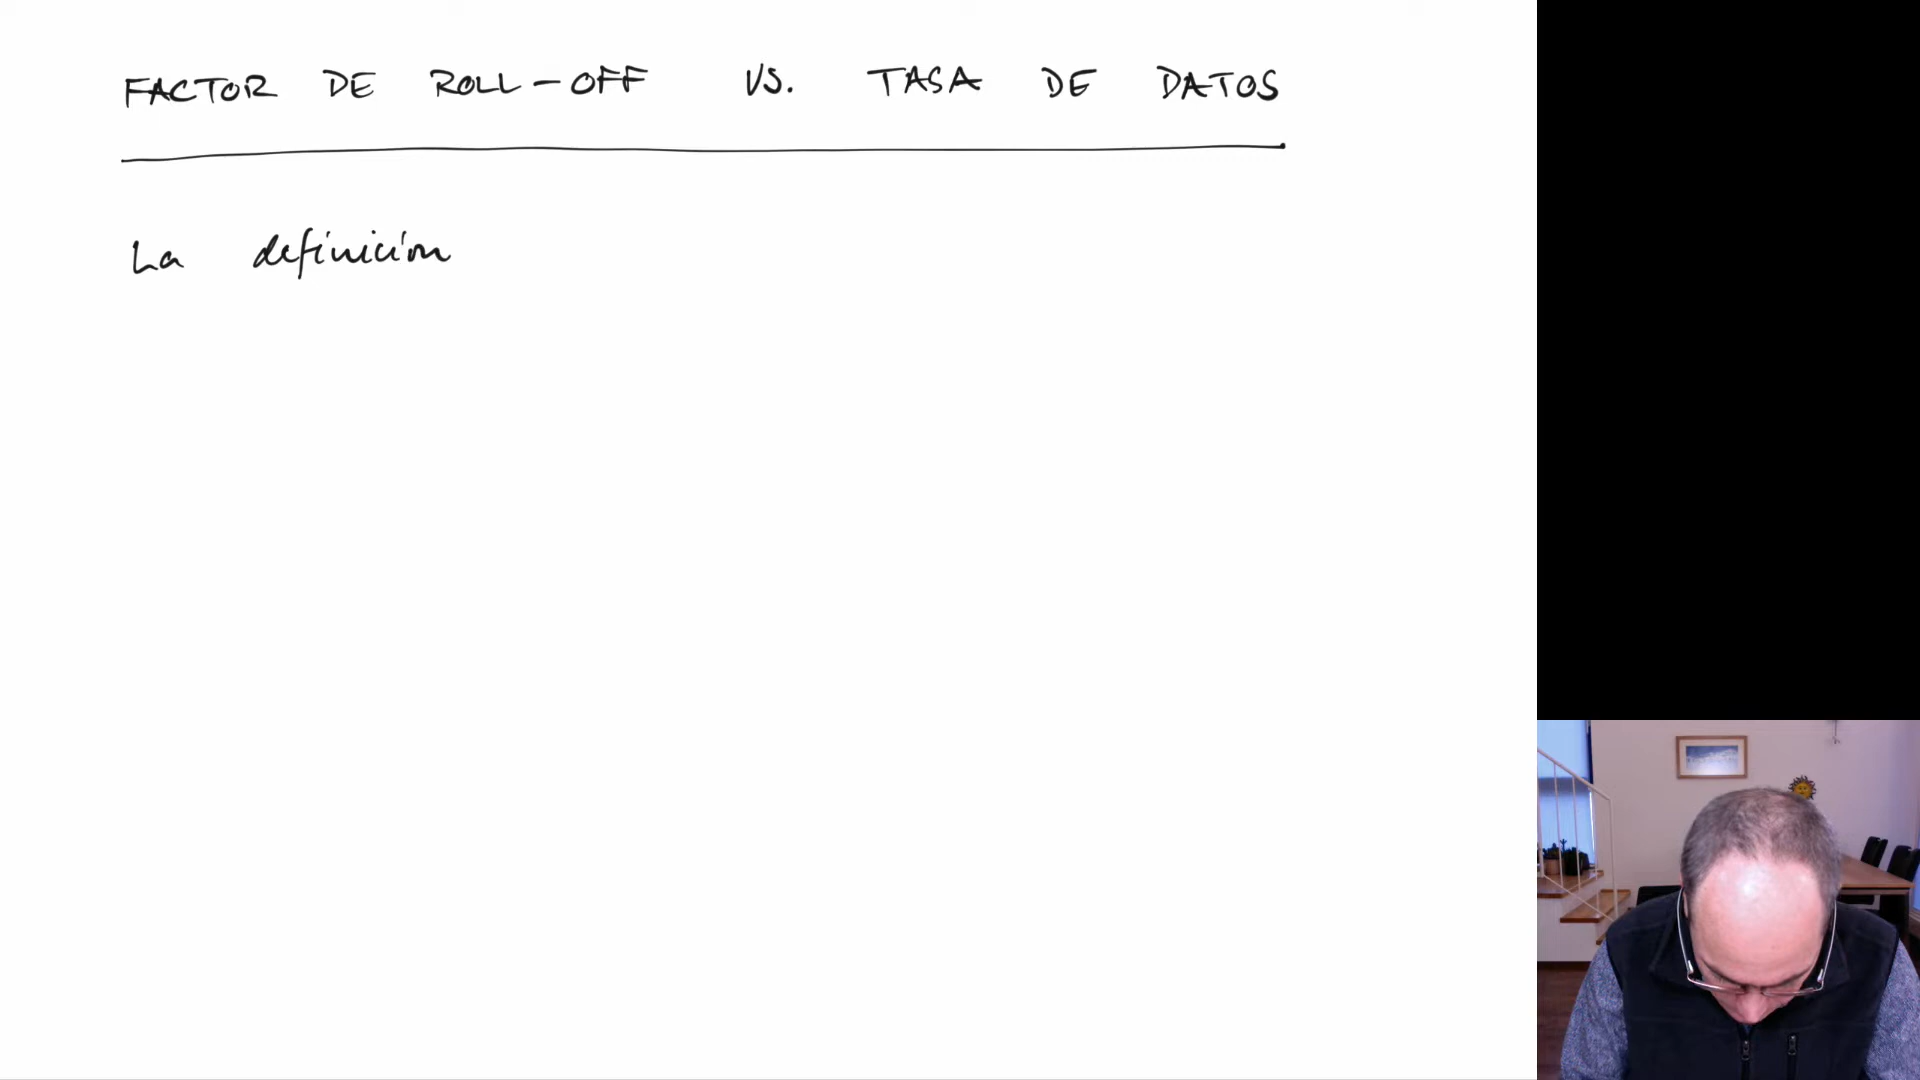 FACTOR DE ROLL-OFF VS. TASA DE DATOS
La definición